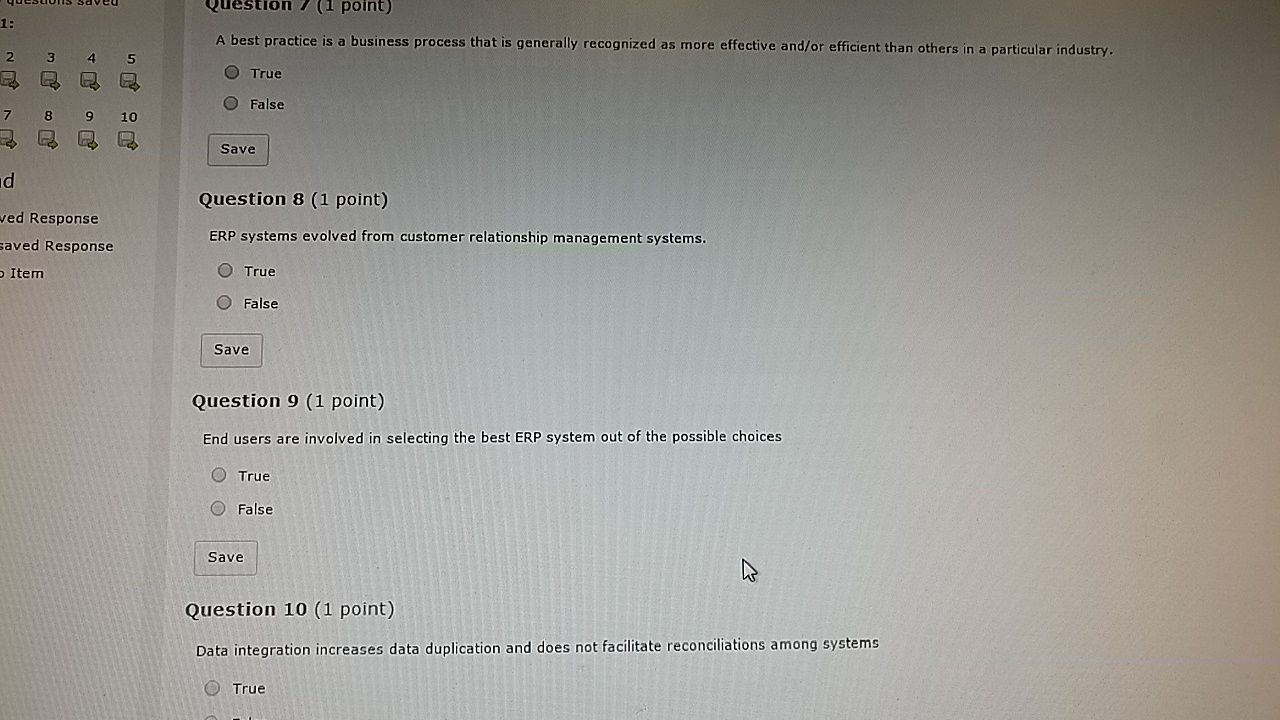 questions saved
1:
2 3 4 5
7 8 9 10
ved Response
saved Response
Item
Question 7 (1 point)
A best practice is a business process that is generally recognized as more effective and/or efficient than others in a particular industry.
True
False
Save
Question 8 (1 point)
ERP systems evolved from customer relationship management systems.
True
False
Save
Question 9 (1 point)
End users are involved in selecting the best ERP system out of the possible choices
True
False
Save
Question 10 (1 point)
Data integration increases data duplication and does not facilitate reconciliations among systems
True